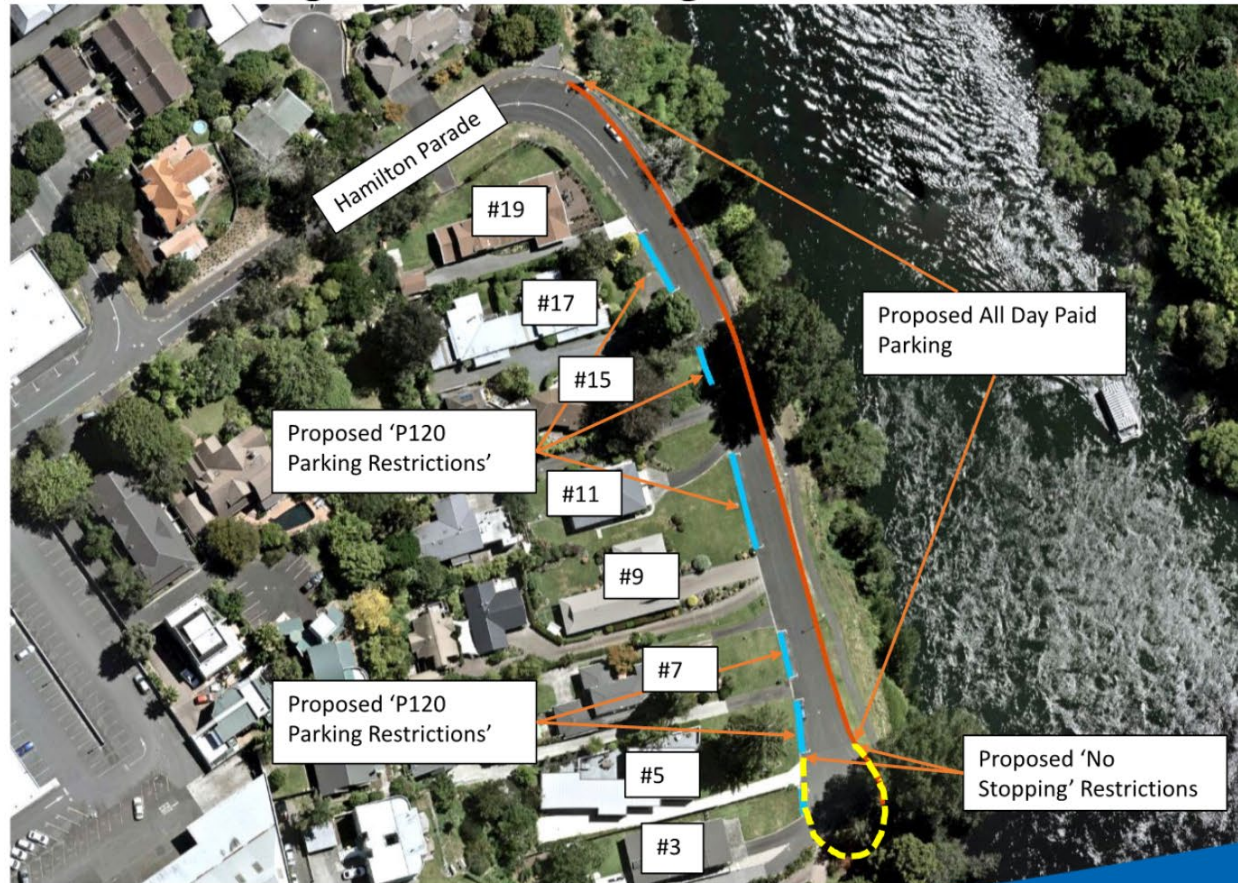 Hamilton Parade
#19
#17
Proposed All Day Paid
Parking
#15
Proposed ‘P120
Parking Restrictions’
#11
#9
#7
Proposed ‘P120
Parking Restrictions’
#5
Proposed ‘No
Stopping’ Restrictions
#3